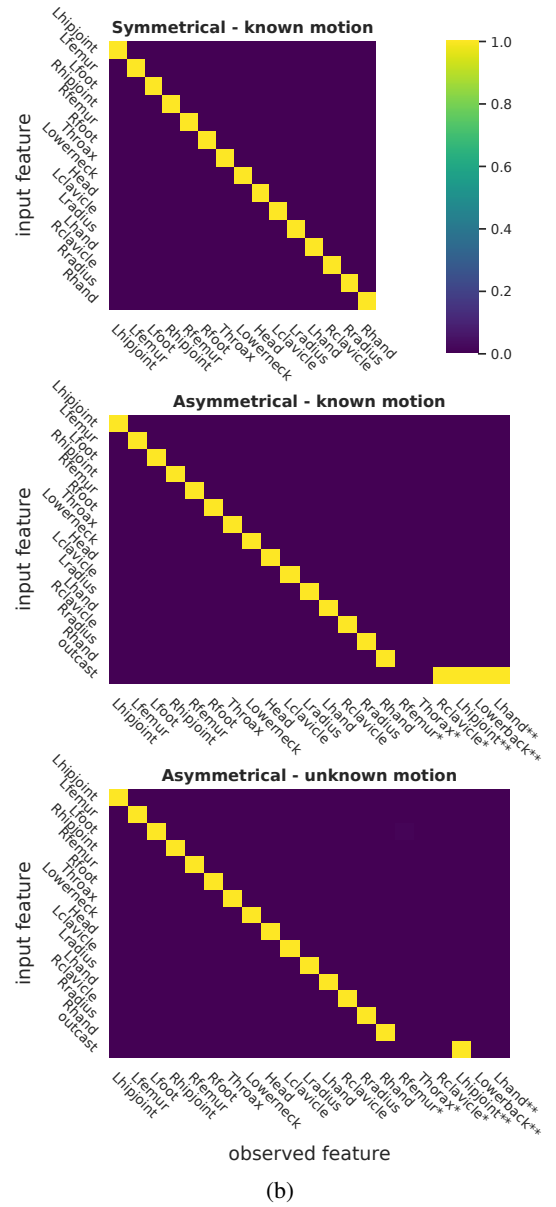 Symmetrical - known motion
Lhipjoint
Lfemur
Lfoot
Rhipjoint
Rfemur
Rfoot
Throax
Lowerneck
Head
Lclavicle
Lradius
Lhand
Rclavicle
Rradius
Rhand
input feature
Lhipjoint
Lfemur
Lfoot
Rhipjoint
Rfemur
Rfoot
Throax
Lowerneck
Head
Lclavicle
Lradius
Lhand
Rclavicle
Rradius
Rhand
1.0
0.8
0.6
0.4
0.2
0.0
Asymmetrical - known motion
Lhipjoint
Lfemur
Lfoot
Rhipjoint
Rfemur
Rfoot
Throax
Lowerneck
Head
Lclavicle
Lradius
Lhand
Rclavicle
Rradius
Rhand
outcast
input feature
Lhipjoint
Lfemur
Lfoot
Rhipjoint
Rfemur
Rfoot
Throax
Lowerneck
Head
Lclavicle
Lradius
Lhand
Rclavicle
Rradius
Rhand
Rfemur*
Thorax*
Rclavicle*
Lhipjoint**
Lowerback**
Lhand**
Asymmetrical - unknown motion
Lhipjoint
Lfemur
Lfoot
Rhipjoint
Rfemur
Rfoot
Throax
Lowerneck
Head
Lclavicle
Lradius
Lhand
Rclavicle
Rradius
Rhand
outcast
input feature
Lhipjoint
Lfemur
Lfoot
Rhipjoint
Rfemur
Rfoot
Throax
Lowerneck
Head
Lclavicle
Lradius
Lhand
Rclavicle
Rradius
Rhand
Rfemur*
Thorax*
Rclavicle*
Lhipjoint**
Lowerback**
Lhand**
observed feature
(b)